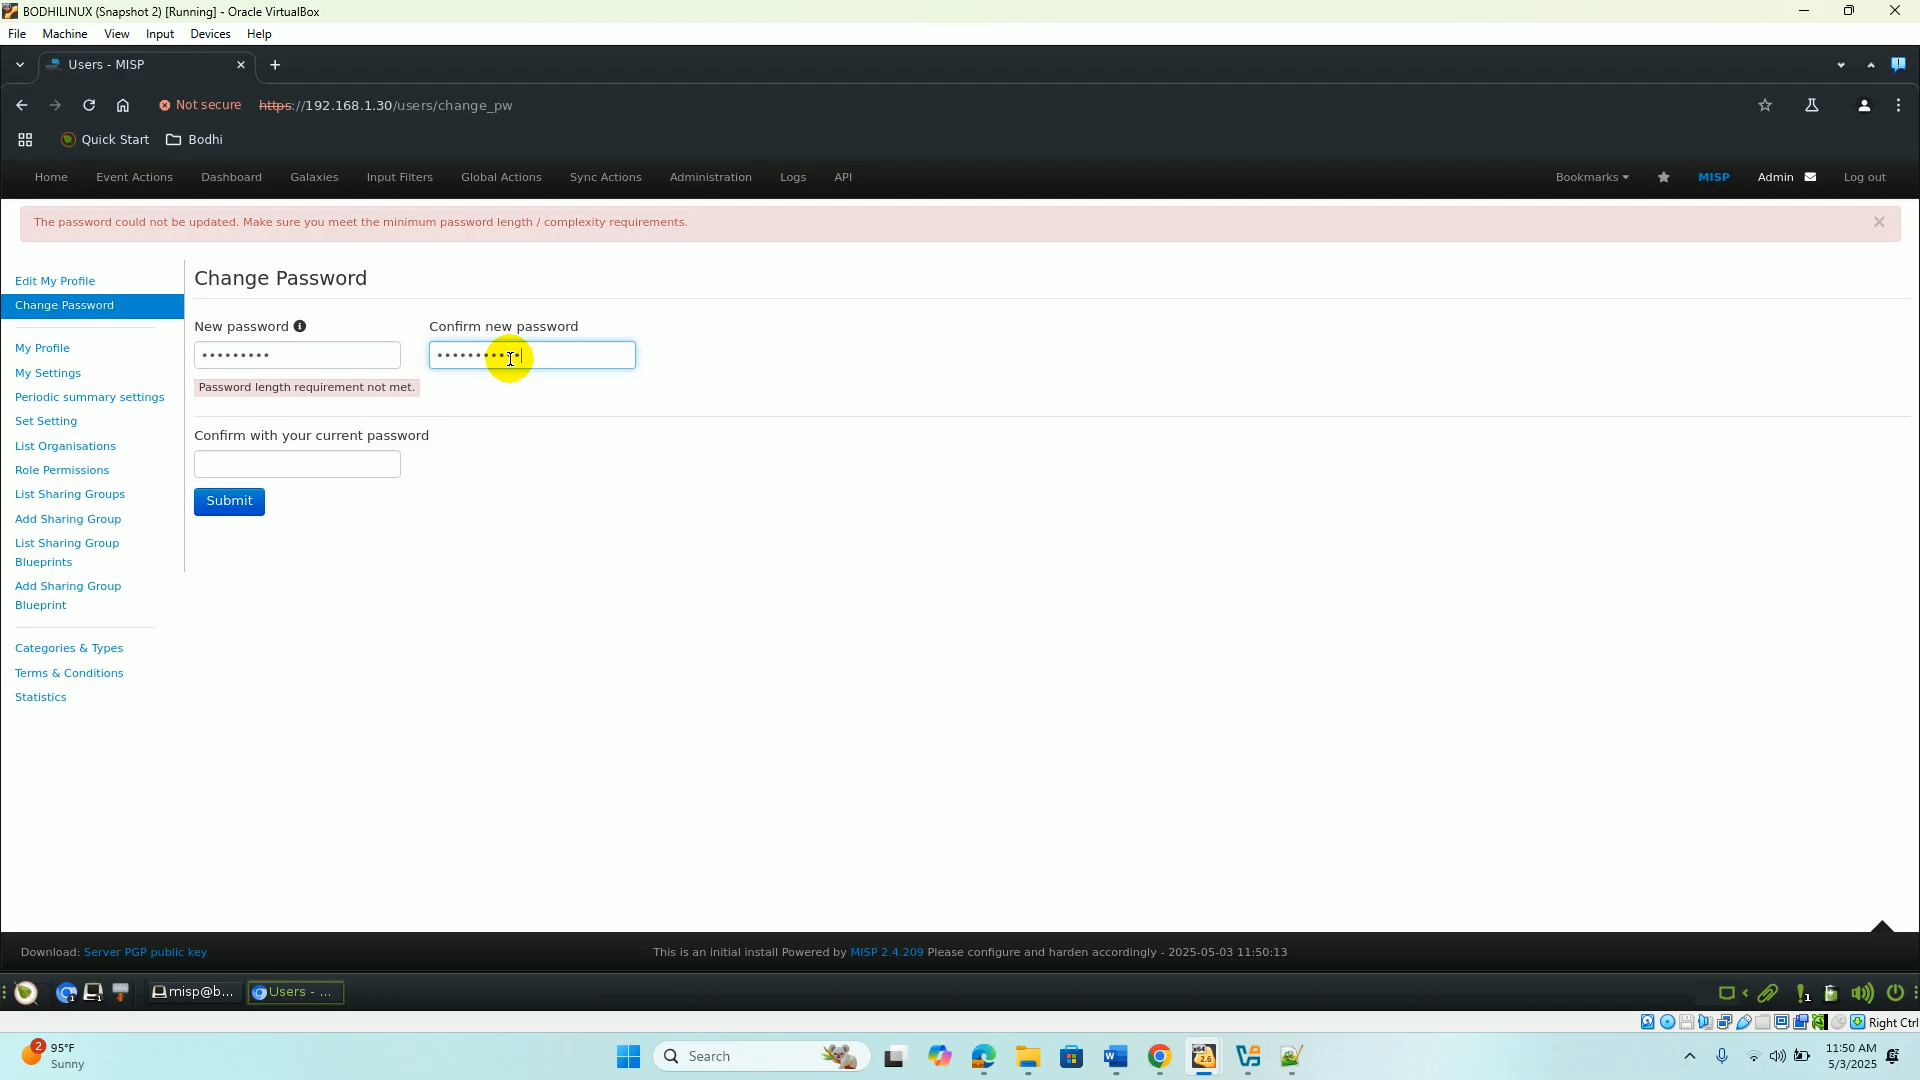 BODHILINUX (Snapshot 2) [Running] - Oracle VirtualBox
File Machine View Input Devices Help
Users - MISP
Not secure https://192.168.1.30/users/change_pw
Quick Start Bodhi
Home Event Actions Dashboard Galaxies Input Filters Global Actions Sync Actions Administration Logs API Bookmarks MISP Admin Log out
The password could not be updated. Make sure you meet the minimum password length / complexity requirements.
Edit My Profile
Change Password
My Profile
My Settings
Periodic summary settings
Set Setting
List Organisations
Role Permissions
List Sharing Groups
Add Sharing Group
List Sharing Group
Blueprints
Add Sharing Group
Blueprint
Categories & Types
Terms & Conditions
Statistics
Change Password
New password Confirm new password
Password length requirement not met.
Confirm with your current password
Submit
Download: Server PGP public key This is an initial install Powered by MISP 2.4.209 Please configure and harden accordingly - 2025-05-03 11:50:13
misp@b... Users - ...
Right Ctrl
2 95°F
Sunny
Search
11:50 AM
5/3/2025